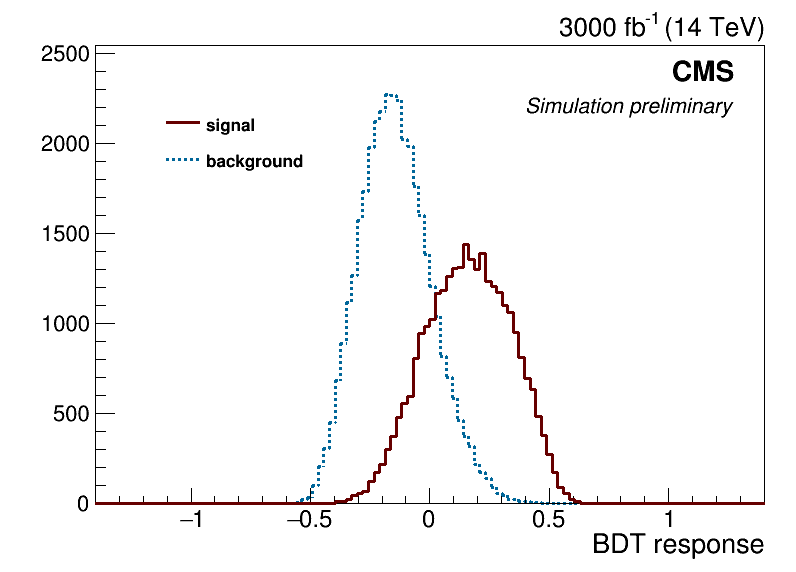 3000 fb⁻¹ (14 TeV)
CMS
Simulation preliminary
signal
background
2500
2000
1500
1000
500
0
−1 −0.5 0 0.5 1
BDT response